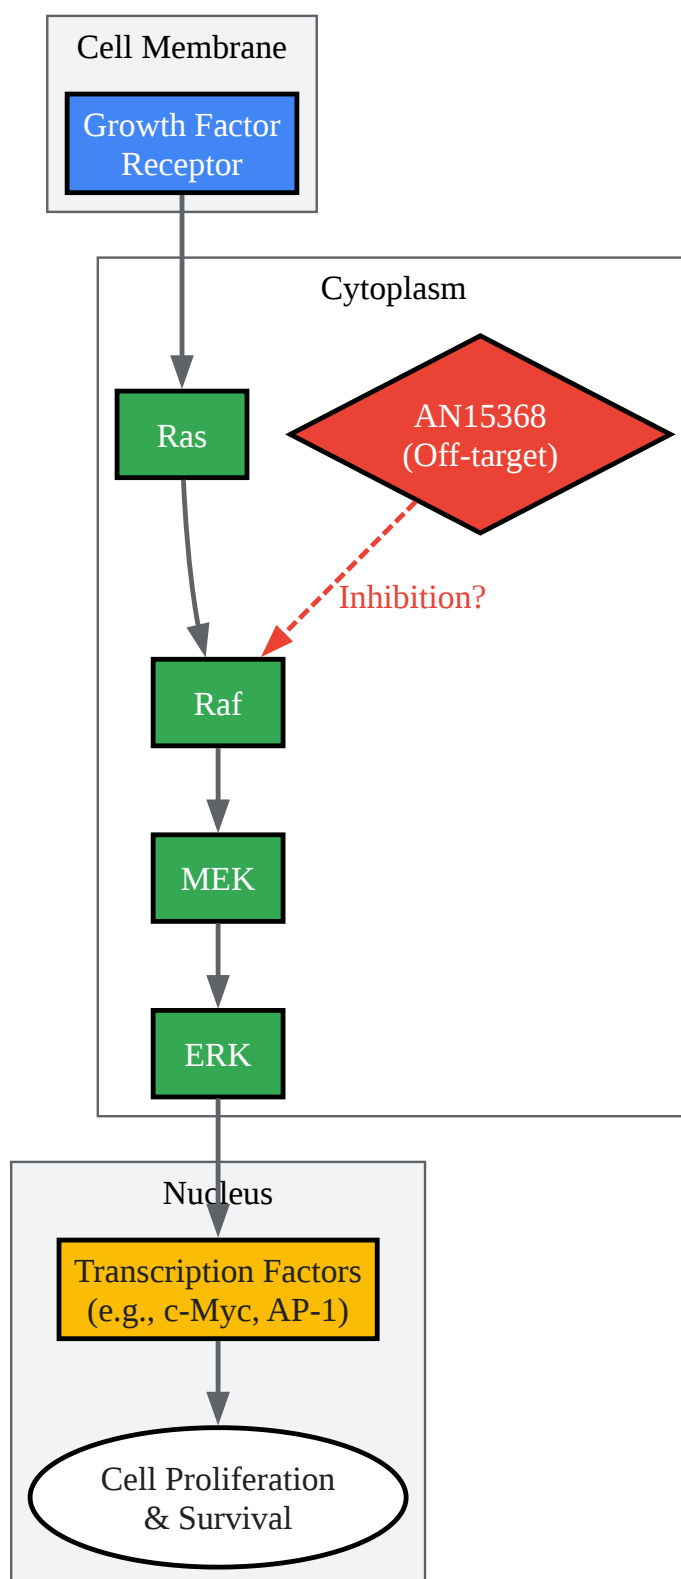 Cell Membrane
Growth Factor
Receptor
Cytoplasm
Ras
AN15368
(Off-target)
Inhibition?
Raf
MEK
ERK
Nucleus
Transcription Factors
(e.g., c-Myc, AP-1)
Cell Proliferation
& Survival